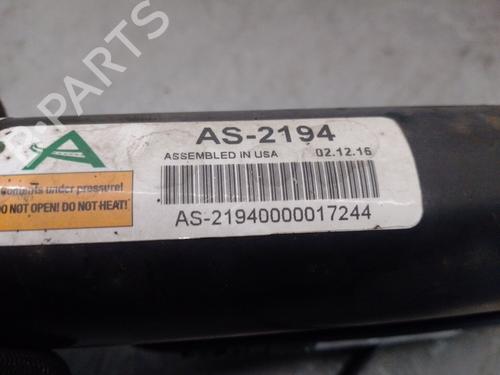 AS-2194
ASSEMBLED IN USA 02.12.16
A
under pressure!
DO NOT OPEN! DO NOT HEAT!
AS-21940000017244
R-PARTS